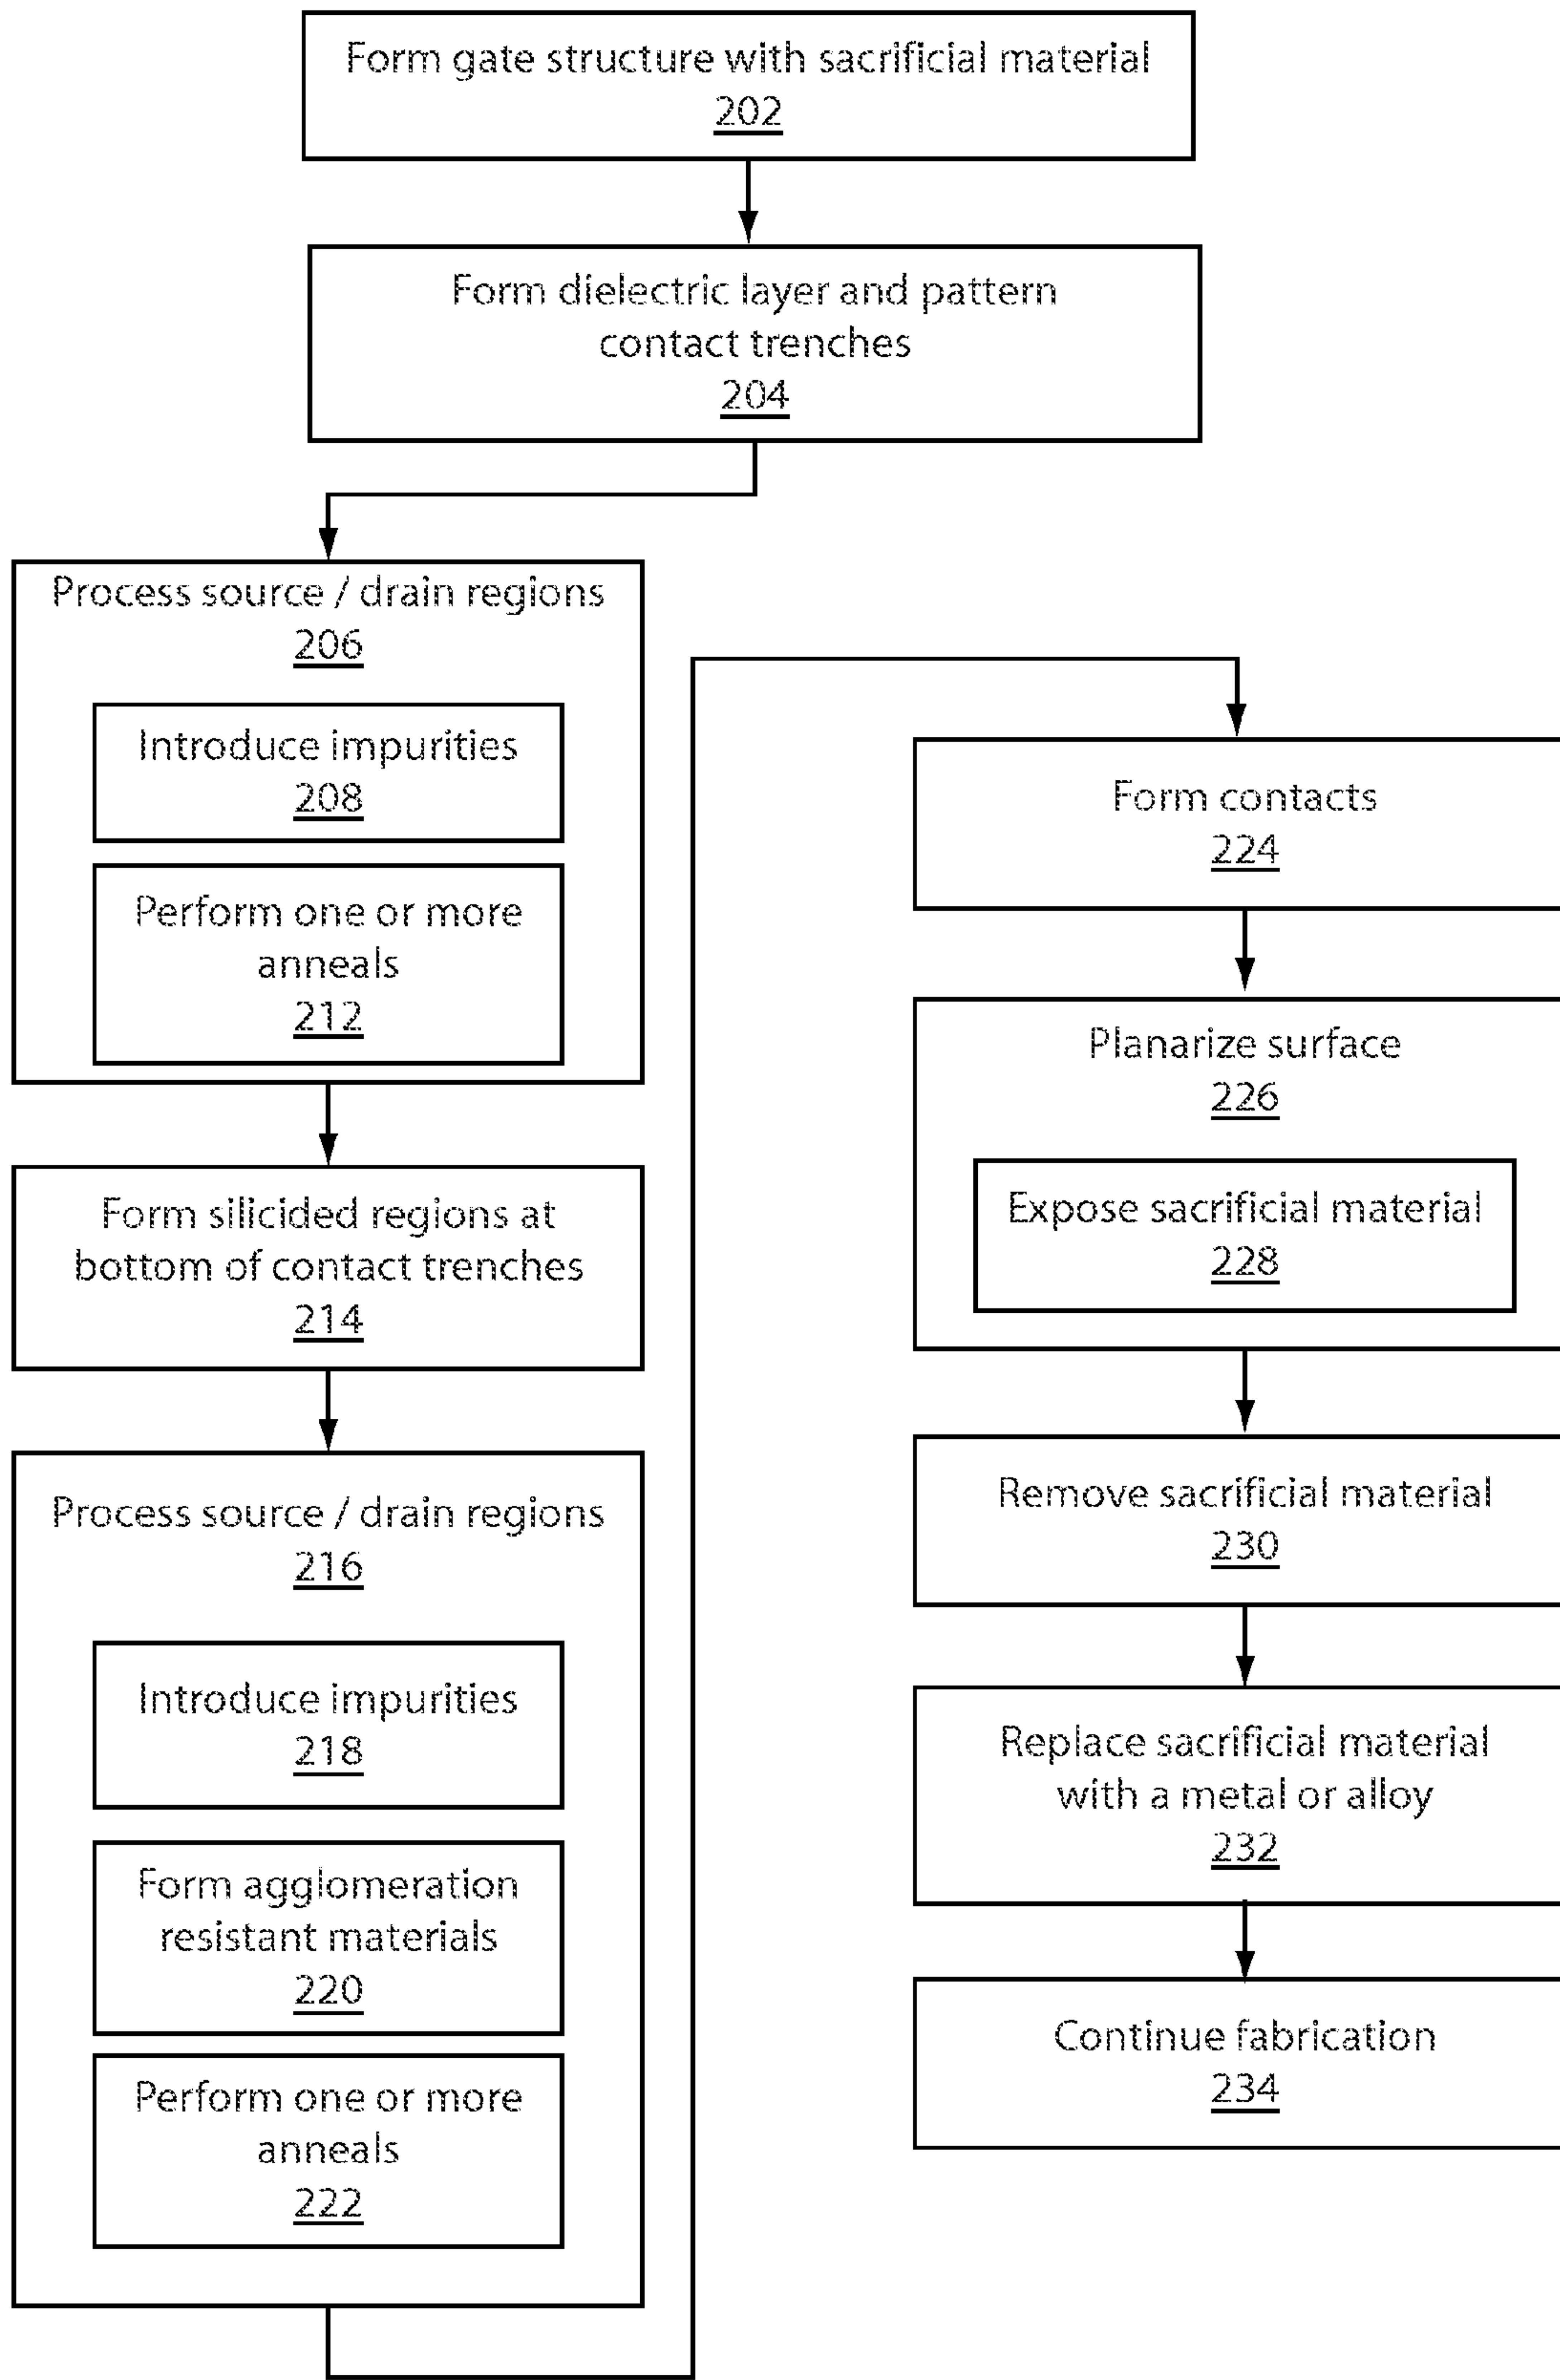 Form gate structure with sacrificial material
202
Form dielectric layer and pattern
contact trenches
204
Process source / drain regions
206
Introduce impurities
208
Perform one or more
anneals
212
Form silicided regions at
bottom of contact trenches
214
Process source / drain regions
216
Introduce impurities
218
Form agglomeration
resistant materials
220
Perform one or more
anneals
222
Form contacts
224
Planarize surface
226
Expose sacrificial material
228
Remove sacrificial material
230
Replace sacrificial material
with a metal or alloy
232
Continue fabrication
234